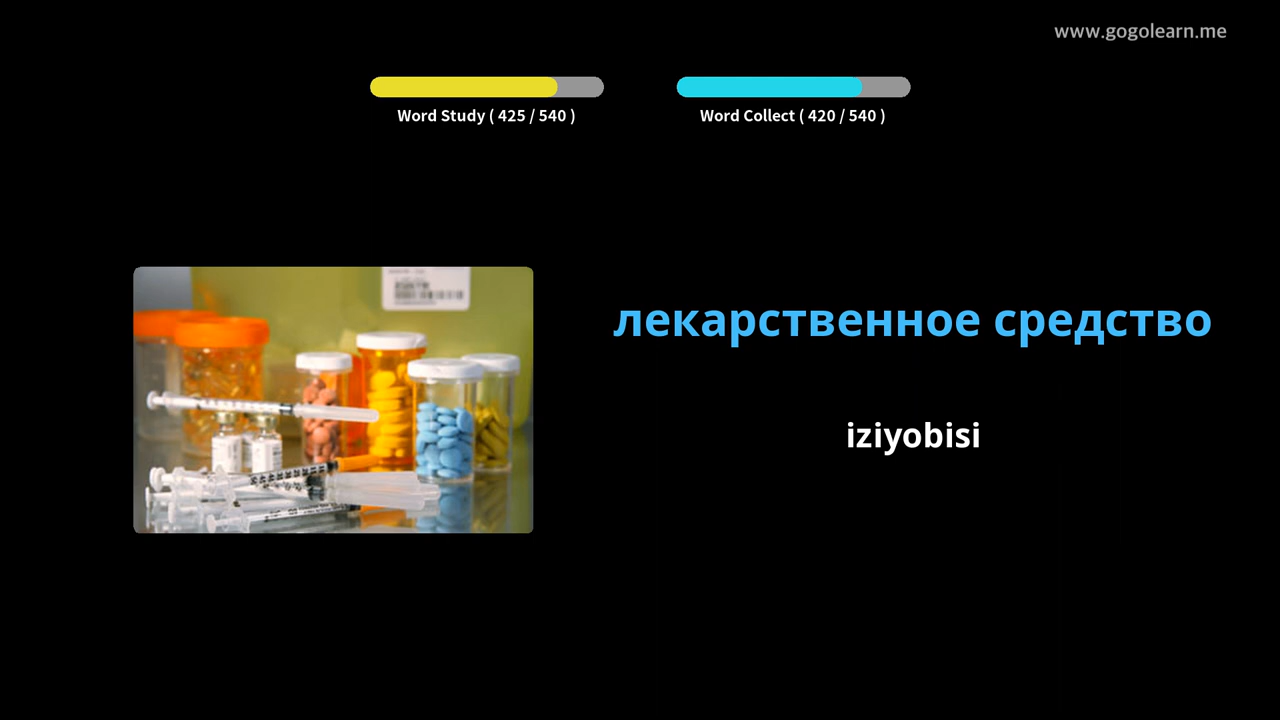 www.gogolearn.me
Word Study ( 425 / 540 )
Word Collect ( 420 / 540 )
лекарственное средство
iziyobisi